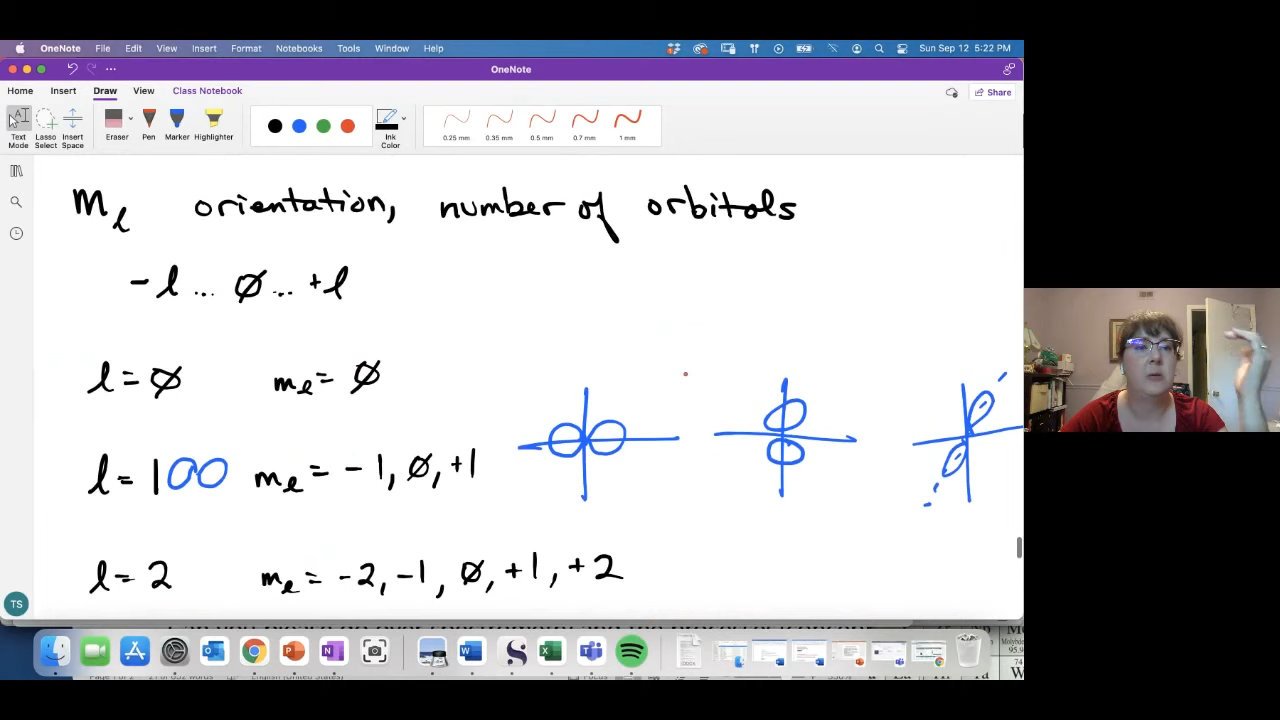 OneNote File Edit View Insert Format Notebooks Tools Window Help Sun Sep 12 5:22 PM
OneNote
Home Insert Draw View Class Notebook Share
Text Mode Lasso Select Insert Space Eraser Pen Marker Highlighter Ink Color 0.25 mm 0.35 mm 0.5 mm 0.7 mm 1 mm
Mℓ orientation, number of orbitals
-ℓ ... ∅ ... +ℓ
ℓ = ∅ mℓ = ∅
ℓ = 1 mℓ = -1, ∅, +1
ℓ = 2 mℓ = -2, -1, ∅, +1, +2
TS